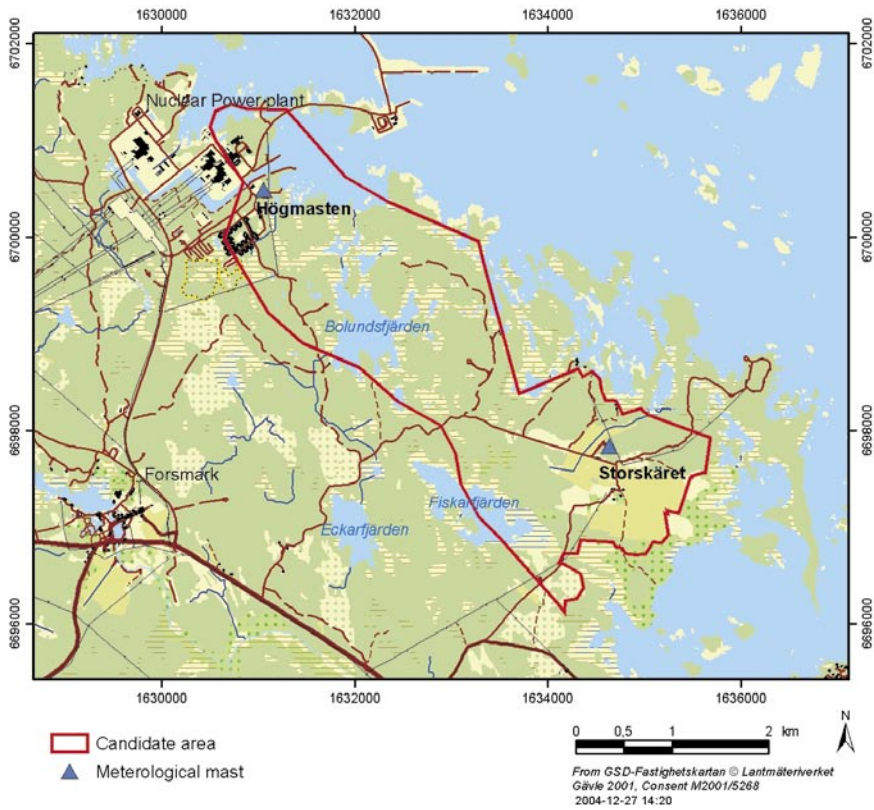 1630000 1632000 1634000 1636000
6702000 6702000
Nuclear Power plant
Högmasten
6700000 6700000
Bolundsfjärden
6698000 6698000
Storskäret
Forsmark
Fiskarfjärden
Eckarfjärden
6696000 6696000
1630000 1632000 1634000 1636000
Candidate area
Meterological mast
0 0,5 1 2 km
N
From GSD-Fastighetskartan © Lantmäteriverket
Gävle 2001, Consent M2001/5268
2004-12-27 14:20